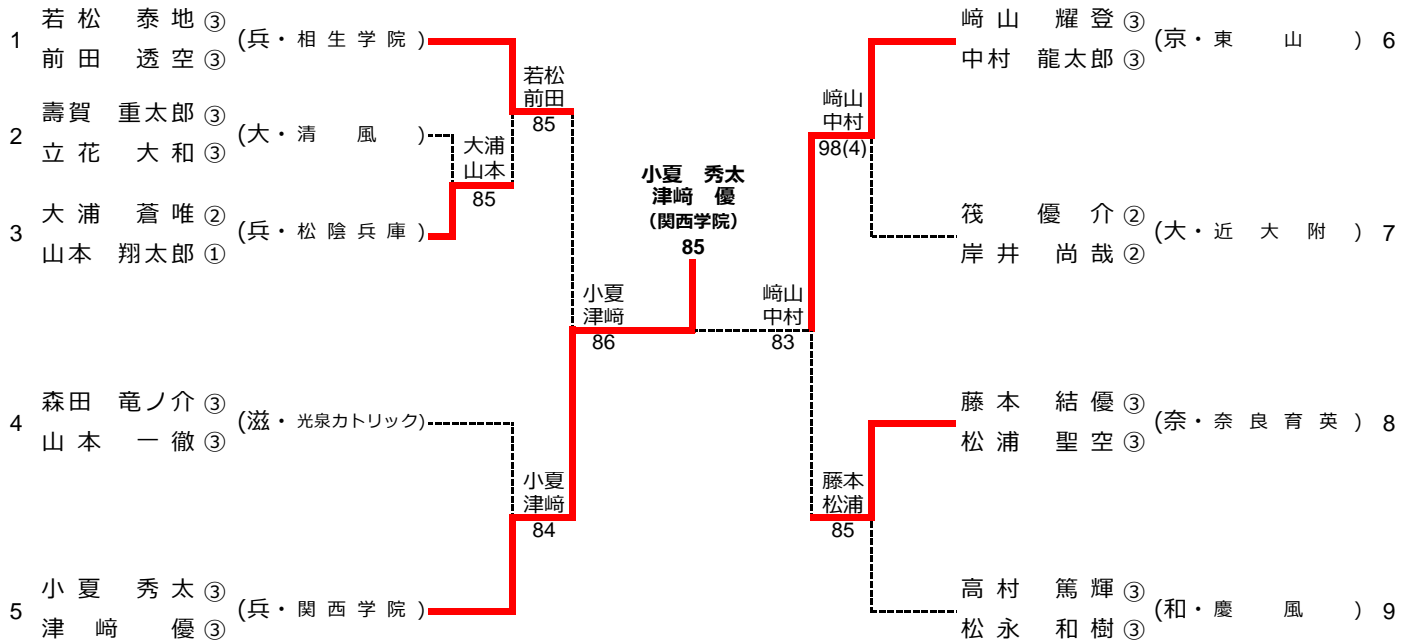 1
若松 泰地 ③
前田 透空 ③
(兵・相生学院)
2
壽賀 重太郎 ③
立花 大和 ③
(大・清風)
3
大浦 蒼唯 ②
山本 翔太郎 ①
(兵・松陰兵庫)
4
森田 竜ノ介 ③
山本 一徹 ③
(滋・光泉カトリック)
5
小夏 秀太 ③
津﨑 優 ③
(兵・関西学院)
若松
前田
85
大浦
山本
85
小夏
津﨑
84
小夏
津﨑
86
小夏 秀太
津﨑 優
(関西学院)
85
﨑山
中村
83
﨑山
中村
98(4)
藤本
松浦
85
﨑山 耀登 ③
中村 龍太郎 ③
(京・東山)
6
筏 優介 ②
岸井 尚哉 ②
(大・近大附)
7
藤本 結優 ③
松浦 聖空 ③
(奈・奈良育英)
8
高村 篤輝 ③
松永 和樹 ③
(和・慶風)
9